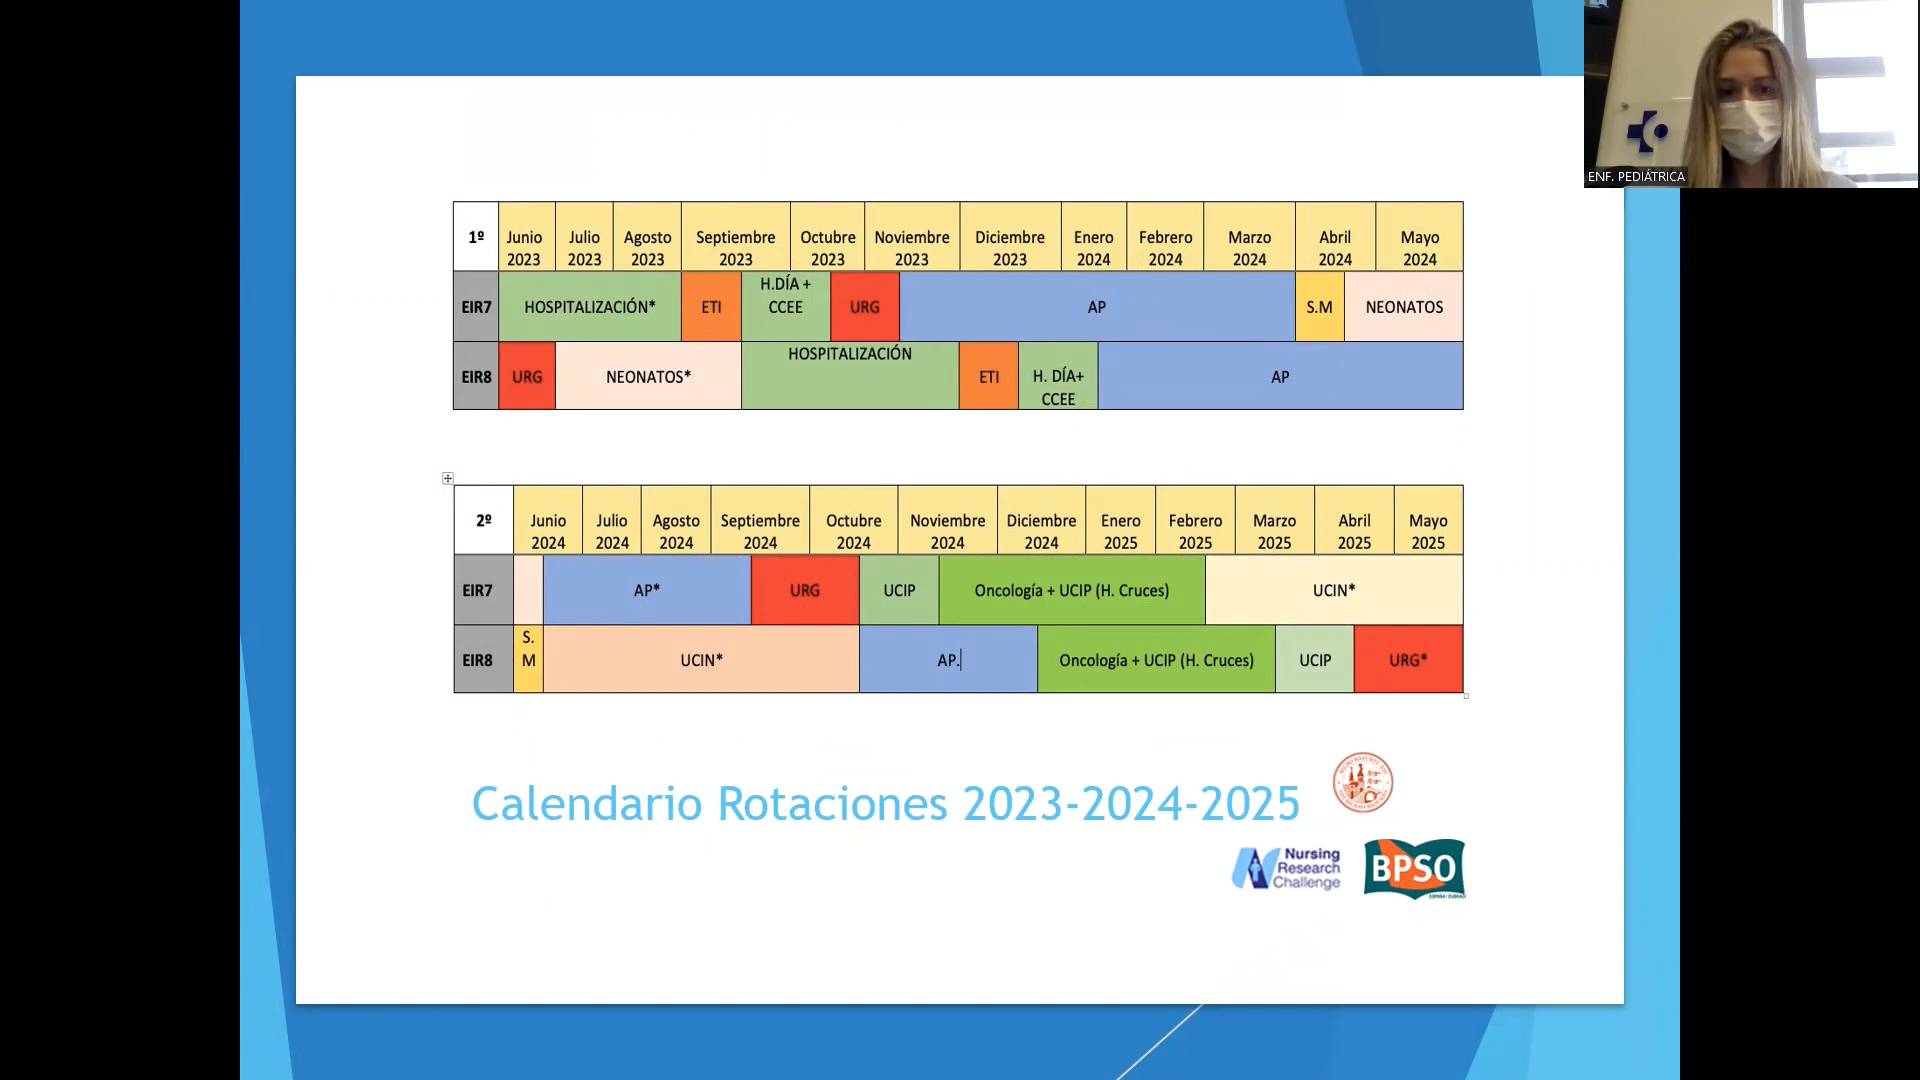 ENF. PEDIÁTRICA
1º Junio 2023 Julio 2023 Agosto 2023 Septiembre 2023 Octubre 2023 Noviembre 2023 Diciembre 2023 Enero 2024 Febrero 2024 Marzo 2024 Abril 2024 Mayo 2024
EIR7 HOSPITALIZACIÓN* ETI H.DÍA + CCEE URG AP S.M NEONATOS
EIR8 URG NEONATOS* HOSPITALIZACIÓN ETI H. DÍA+ CCEE AP
2º Junio 2024 Julio 2024 Agosto 2024 Septiembre 2024 Octubre 2024 Noviembre 2024 Diciembre 2024 Enero 2025 Febrero 2025 Marzo 2025 Abril 2025 Mayo 2025
EIR7 AP* URG UCIP Oncología + UCIP (H. Cruces) UCIN*
EIR8 S. M UCIN* AP. Oncología + UCIP (H. Cruces) UCIP URG*
Calendario Rotaciones 2023-2024-2025
Nursing
Research
Challenge
BPSO